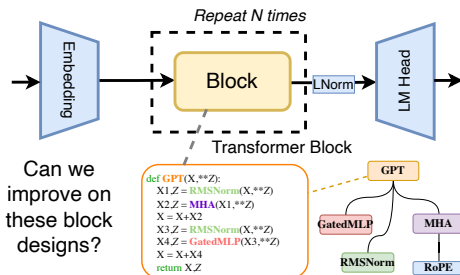 Repeat N times
Embedding
Block
LNorm
LM Head
Transformer Block
Can we
improve on
these block
designs?
def GPT(X,**Z):
X1,Z = RMSNorm(X,**Z)
X2,Z = MHA(X1,**Z)
X = X+X2
X3,Z = RMSNorm(X,**Z)
X4,Z = GatedMLP(X3,**Z)
X = X+X4
return X,Z
GPT
GatedMLP
MHA
RMSNorm
RoPE